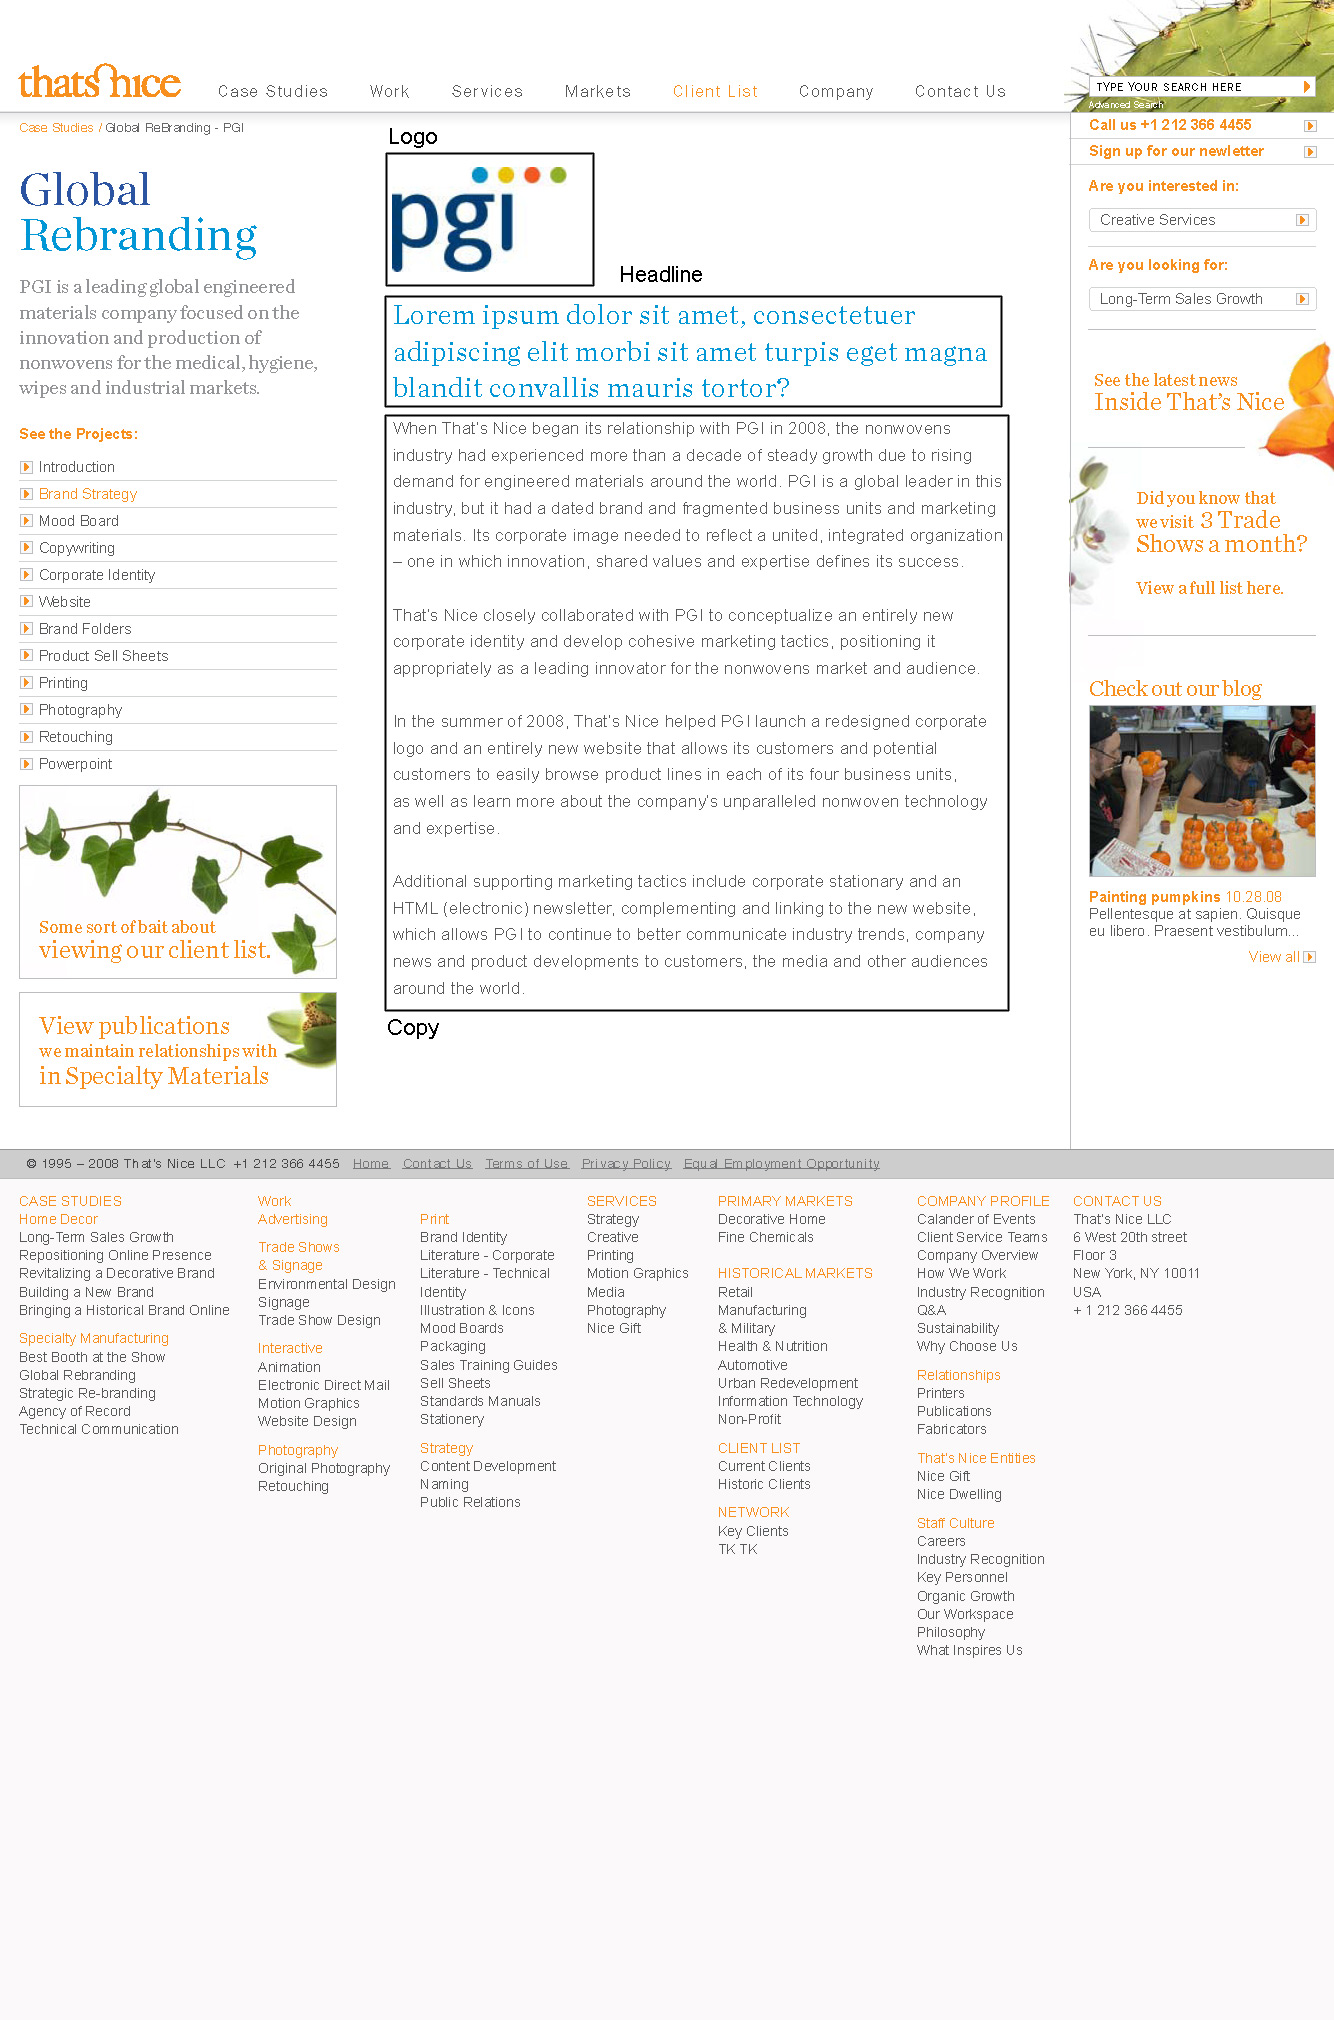 thatsnice
Case Studies
Work
Services
Markets
Client List
Company
Contact Us
TYPE YOUR SEARCH HERE
Advanced Search
Case Studies / Global ReBranding - PGI
Global
Rebranding
PGI is a leading global engineered
materials company focused on the
innovation and production of
nonwovens for the medical, hygiene,
wipes and industrial markets.
See the Projects:
Introduction
Brand Strategy
Mood Board
Copywriting
Corporate Identity
Website
Brand Folders
Product Sell Sheets
Printing
Photography
Retouching
Powerpoint
Some sort of bait about
viewing our client list.
View publications
we maintain relationships with
in Specialty Materials
Logo
pgi
Headline
Lorem ipsum dolor sit amet, consectetuer
adipiscing elit morbi sit amet turpis eget magna
blandit convallis mauris tortor?
When That's Nice began its relationship with PGI in 2008, the nonwovens
industry had experienced more than a decade of steady growth due to rising
demand for engineered materials around the world. PGI is a global leader in this
industry, but it had a dated brand and fragmented business units and marketing
materials. Its corporate image needed to reflect a united, integrated organization
– one in which innovation, shared values and expertise defines its success.
That's Nice closely collaborated with PGI to conceptualize an entirely new
corporate identity and develop cohesive marketing tactics, positioning it
appropriately as a leading innovator for the nonwovens market and audience.
In the summer of 2008, That's Nice helped PGI launch a redesigned corporate
logo and an entirely new website that allows its customers and potential
customers to easily browse product lines in each of its four business units,
as well as learn more about the company's unparalleled nonwoven technology
and expertise.
Additional supporting marketing tactics include corporate stationary and an
HTML (electronic) newsletter, complementing and linking to the new website,
which allows PGI to continue to better communicate industry trends, company
news and product developments to customers, the media and other audiences
around the world.
Copy
Call us +1 212 366 4455
Sign up for our newletter
Are you interested in:
Creative Services
Are you looking for:
Long-Term Sales Growth
See the latest news
Inside That's Nice
Did you know that
we visit 3 Trade
Shows a month?
View a full list here.
Check out our blog
Painting pumpkins 10.28.08
Pellentesque at sapien. Quisque
eu libero. Praesent vestibulum...
View all
© 1995 – 2008 That's Nice LLC +1 212 366 4455 Home Contact Us Terms of Use Privacy Policy Equal Employment Opportunity
CASE STUDIES
Home Decor
Long-Term Sales Growth
Repositioning Online Presence
Revitalizing a Decorative Brand
Building a New Brand
Bringing a Historical Brand Online
Specialty Manufacturing
Best Booth at the Show
Global Rebranding
Strategic Re-branding
Agency of Record
Technical Communication
Work
Advertising
Trade Shows
& Signage
Environmental Design
Signage
Trade Show Design
Interactive
Animation
Electronic Direct Mail
Motion Graphics
Website Design
Photography
Original Photography
Retouching
Print
Brand Identity
Literature - Corporate
Literature - Technical
Identity
Illustration & Icons
Mood Boards
Packaging
Sales Training Guides
Sell Sheets
Standards Manuals
Stationery
Strategy
Content Development
Naming
Public Relations
SERVICES
Strategy
Creative
Printing
Motion Graphics
Media
Photography
Nice Gift
PRIMARY MARKETS
Decorative Home
Fine Chemicals
HISTORICAL MARKETS
Retail
Manufacturing
& Military
Health & Nutrition
Automotive
Urban Redevelopment
Information Technology
Non-Profit
CLIENT LIST
Current Clients
Historic Clients
NETWORK
Key Clients
TK TK
COMPANY PROFILE
Calander of Events
Client Service Teams
Company Overview
How We Work
Industry Recognition
Q&A
Sustainability
Why Choose Us
Relationships
Printers
Publications
Fabricators
That's Nice Entities
Nice Gift
Nice Dwelling
Staff Culture
Careers
Industry Recognition
Key Personnel
Organic Growth
Our Workspace
Philosophy
What Inspires Us
CONTACT US
That's Nice LLC
6 West 20th street
Floor 3
New York, NY 10011
USA
+ 1 212 366 4455